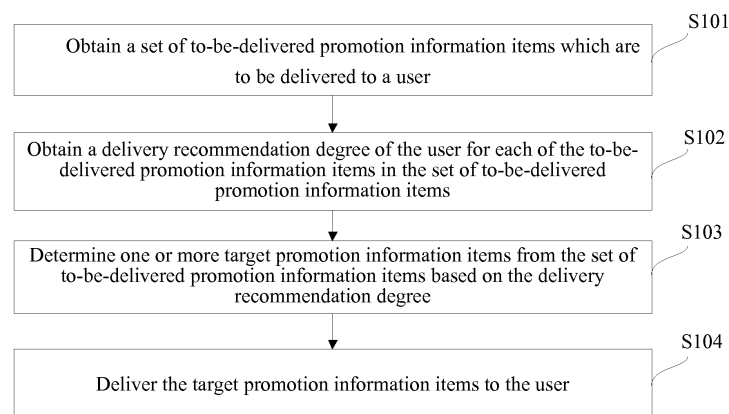 S101
Obtain a set of to-be-delivered promotion information items which are
to be delivered to a user
S102
Obtain a delivery recommendation degree of the user for each of the to-be-
delivered promotion information items in the set of to-be-delivered
promotion information items
S103
Determine one or more target promotion information items from the set of
to-be-delivered promotion information items based on the delivery
recommendation degree
S104
Deliver the target promotion information items to the user